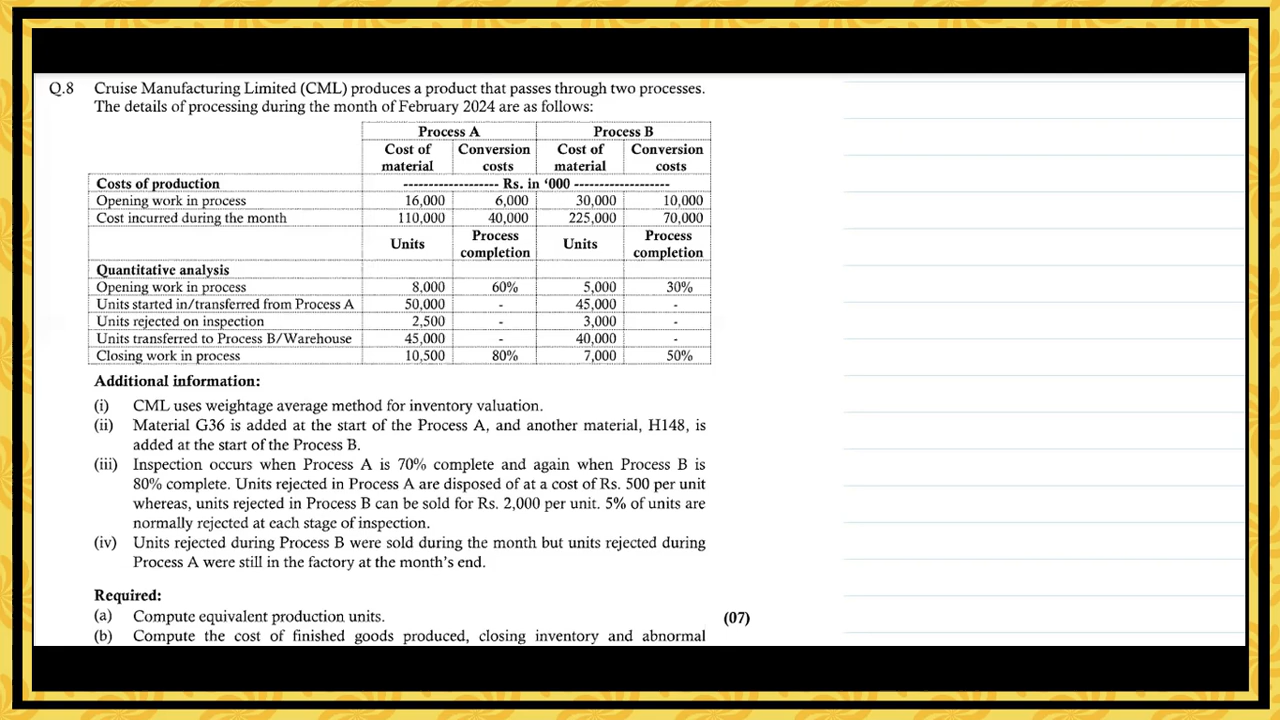 Q.8 Cruise Manufacturing Limited (CML) produces a product that passes through two processes.
The details of processing during the month of February 2024 are as follows:
Process A Process B
Cost of material Conversion costs Cost of material Conversion costs
Costs of production ------------------- Rs. in ‘000 -------------------
Opening work in process 16,000 6,000 30,000 10,000
Cost incurred during the month 110,000 40,000 225,000 70,000
Units Process completion Units Process completion
Quantitative analysis
Opening work in process 8,000 60% 5,000 30%
Units started in/transferred from Process A 50,000 - 45,000 -
Units rejected on inspection 2,500 - 3,000 -
Units transferred to Process B/Warehouse 45,000 - 40,000 -
Closing work in process 10,500 80% 7,000 50%
Additional information:
(i) CML uses weightage average method for inventory valuation.
(ii) Material G36 is added at the start of the Process A, and another material, H148, is
added at the start of the Process B.
(iii) Inspection occurs when Process A is 70% complete and again when Process B is
80% complete. Units rejected in Process A are disposed of at a cost of Rs. 500 per unit
whereas, units rejected in Process B can be sold for Rs. 2,000 per unit. 5% of units are
normally rejected at each stage of inspection.
(iv) Units rejected during Process B were sold during the month but units rejected during
Process A were still in the factory at the month’s end.
Required:
(a) Compute equivalent production units. (07)
(b) Compute the cost of finished goods produced, closing inventory and abnormal